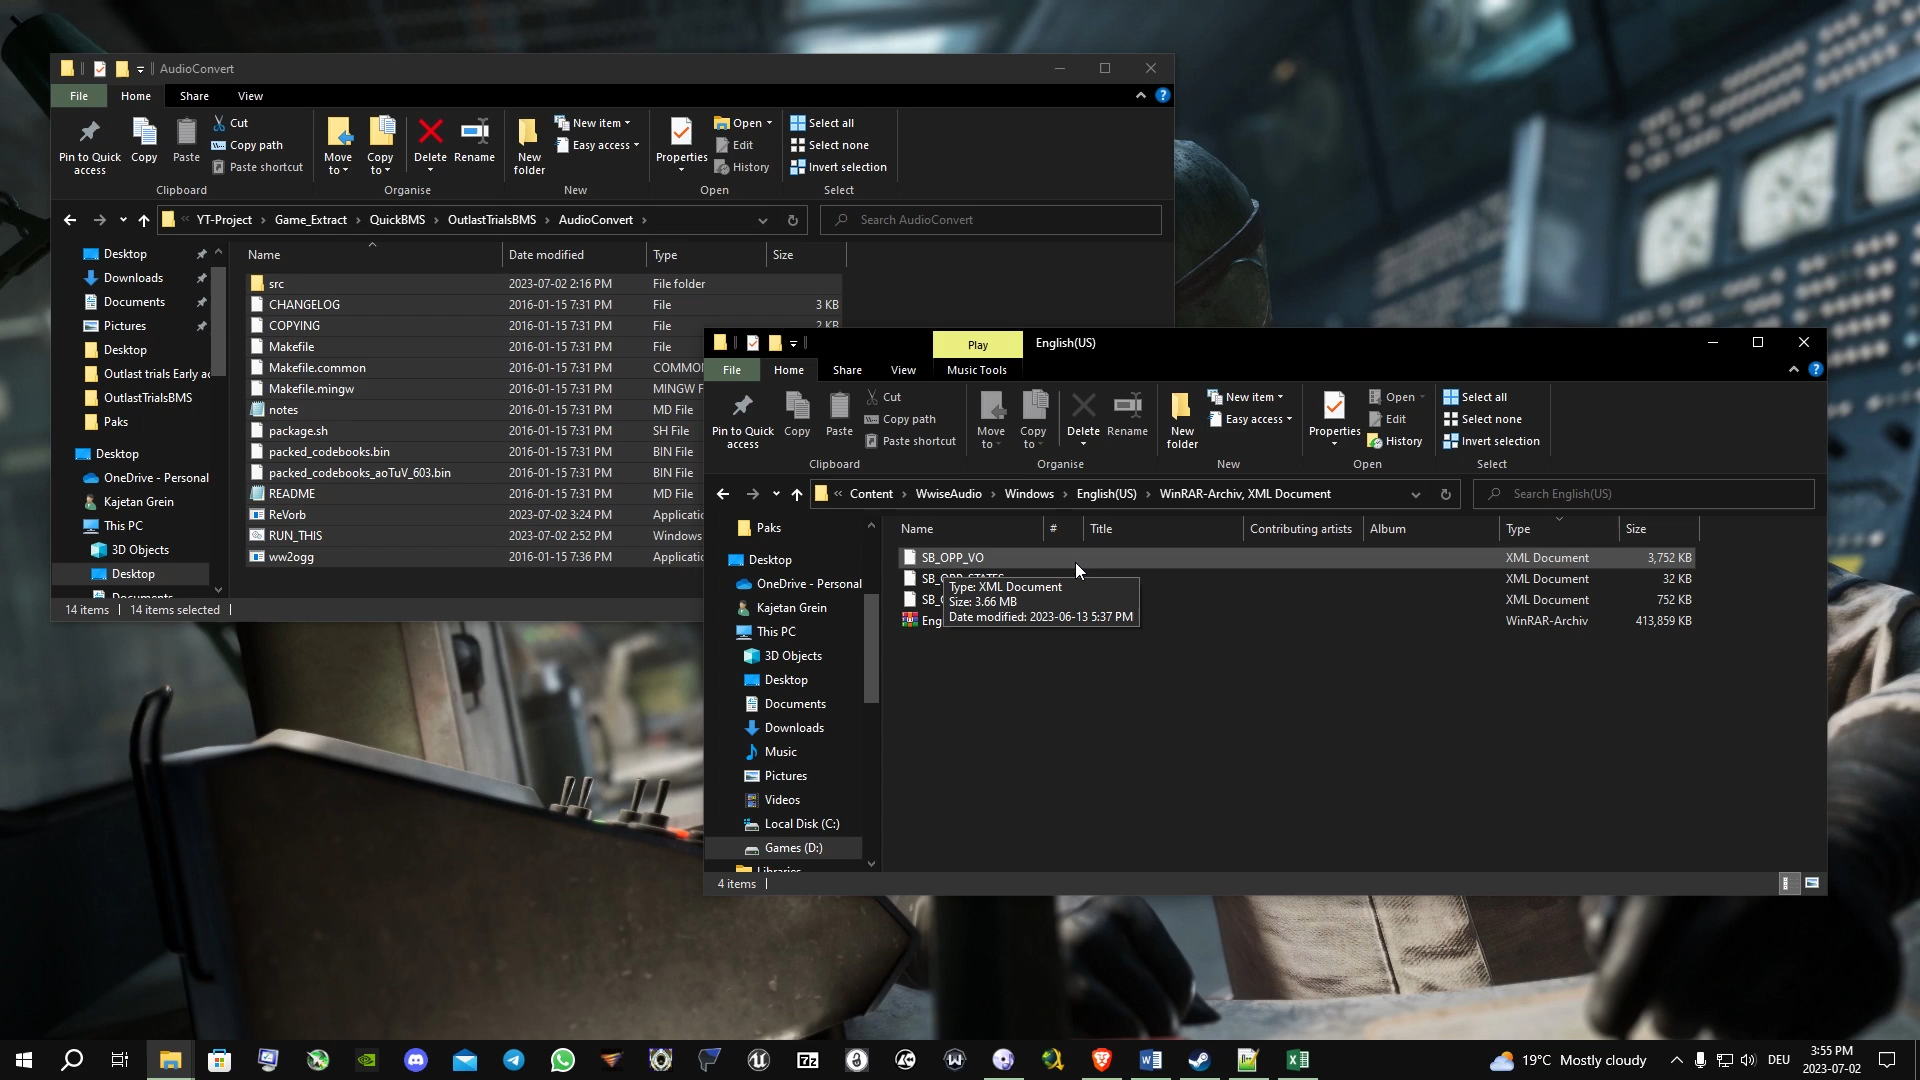 AudioConvert
File
Home
Share
View
Pin to Quick access
Copy
Paste
Cut
Copy path
Paste shortcut
Clipboard
Move to
Copy to
Delete
Rename
Organise
New folder
New item
Easy access
New
Properties
Open
Edit
History
Open
Select all
Select none
Invert selection
Select
« YT-Project › Game_Extract › QuickBMS › OutlastTrialsBMS › AudioConvert ›
Search AudioConvert
Desktop
Downloads
Documents
Pictures
Desktop
Outlast trials Early ac
OutlastTrialsBMS
Paks
Desktop
OneDrive - Personal
Kajetan Grein
This PC
3D Objects
Desktop
Documents
Name Date modified Type Size
src 2023-07-02 2:16 PM File folder
CHANGELOG 2016-01-15 7:31 PM File 3 KB
COPYING 2016-01-15 7:31 PM File 2 KB
Makefile 2016-01-15 7:31 PM File
Makefile.common 2016-01-15 7:31 PM COMMO
Makefile.mingw 2016-01-15 7:31 PM MINGW F
notes 2016-01-15 7:31 PM MD File
package.sh 2016-01-15 7:31 PM SH File
packed_codebooks.bin 2016-01-15 7:31 PM BIN File
packed_codebooks_aoTuV_603.bin 2016-01-15 7:31 PM BIN File
README 2016-01-15 7:31 PM MD File
ReVorb 2023-07-02 3:24 PM Applicatio
RUN_THIS 2023-07-02 2:52 PM Windows
ww2ogg 2016-01-15 7:36 PM Applicatio
14 items
14 items selected
Play
English(US)
File
Home
Share
View
Music Tools
Pin to Quick access
Copy
Paste
Cut
Copy path
Paste shortcut
Clipboard
Move to
Copy to
Delete
Rename
Organise
New folder
New item
Easy access
New
Properties
Open
Edit
History
Open
Select all
Select none
Invert selection
Select
« Content › WwiseAudio › Windows › English(US) › WinRAR-Archiv, XML Document
Search English(US)
Paks
Desktop
OneDrive - Personal
Kajetan Grein
This PC
3D Objects
Desktop
Documents
Downloads
Music
Pictures
Videos
Local Disk (C:)
Games (D:)
Libraries
Name # Title Contributing artists Album Type Size
SB_OPP_VO XML Document 3,752 KB
SB_OPP_STATES XML Document 32 KB
SB_ XML Document 752 KB
Eng WinRAR-Archiv 413,859 KB
Type: XML Document
Size: 3.66 MB
Date modified: 2023-06-13 5:37 PM
4 items
19°C Mostly cloudy
DEU
3:55 PM
2023-07-02